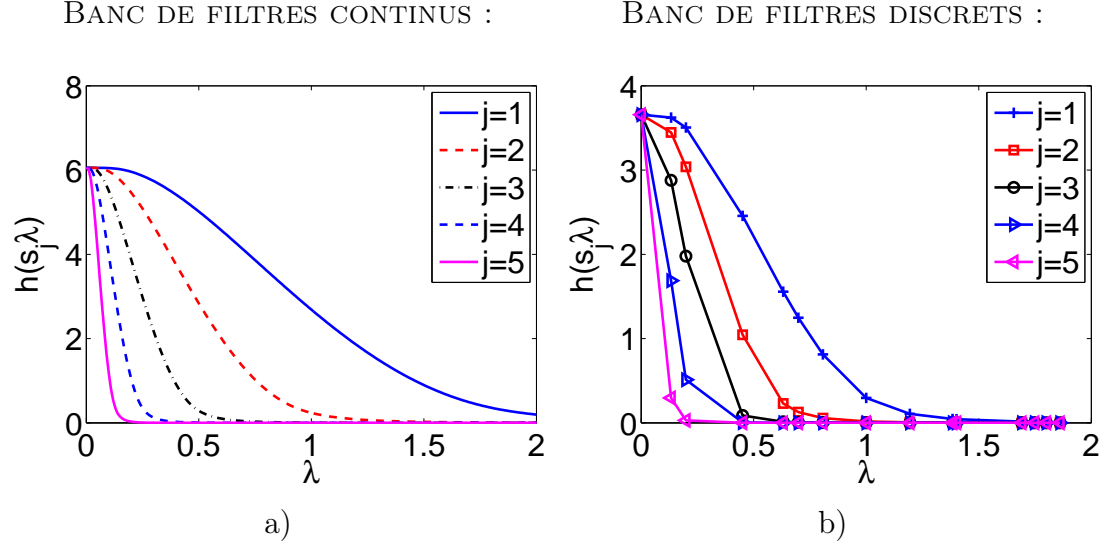 BANC DE FILTRES CONTINUS :
8
6
4
2
0
h(s_jλ)
0
0.5
1
1.5
2
λ
j=1
j=2
j=3
j=4
j=5
a)
BANC DE FILTRES DISCRETS :
4
3
2
1
0
h(s_jλ)
0
0.5
1
1.5
2
λ
j=1
j=2
j=3
j=4
j=5
b)